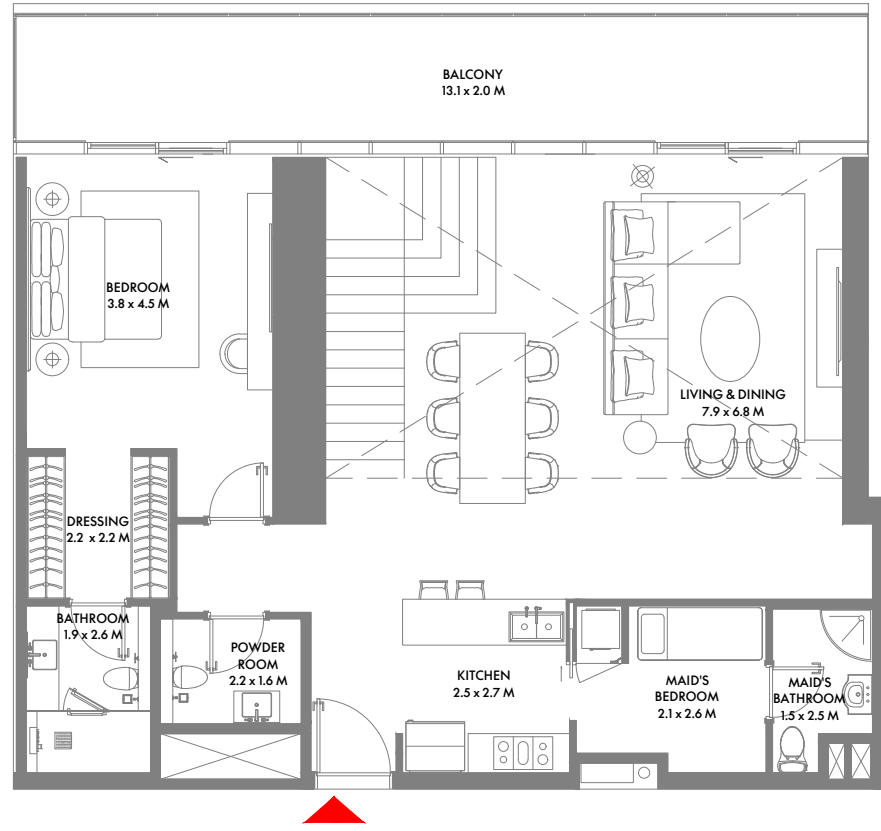 BALCONY
13.1 x 2.0 M
BEDROOM
3.8 x 4.5 M
LIVING & DINING
7.9 x 6.8 M
DRESSING
2.2 x 2.2 M
BATHROOM
1.9 x 2.6 M
POWDER
ROOM
2.2 x 1.6 M
KITCHEN
2.5 x 2.7 M
MAID'S
BEDROOM
2.1 x 2.6 M
MAID'S
BATHROOM
1.5 x 2.5 M